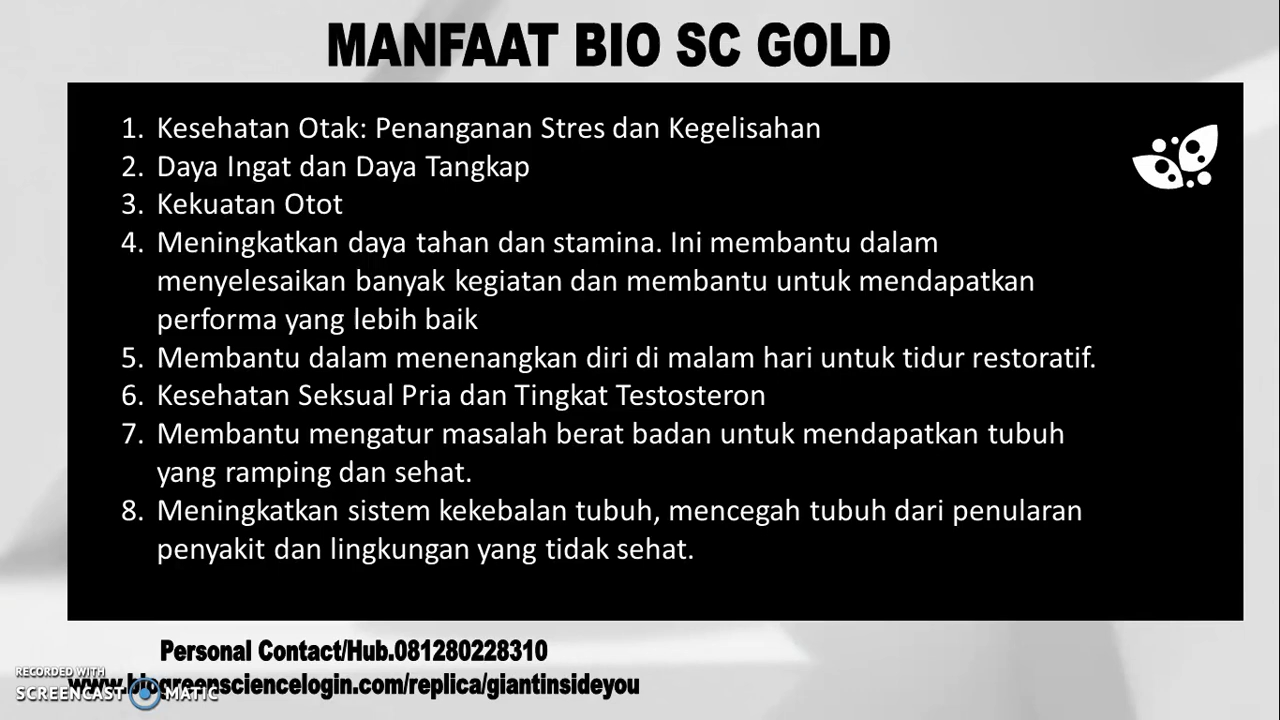 MANFAAT BIO SC GOLD
1. Kesehatan Otak: Penanganan Stres dan Kegelisahan
2. Daya Ingat dan Daya Tangkap
3. Kekuatan Otot
4. Meningkatkan daya tahan dan stamina. Ini membantu dalam
menyelesaikan banyak kegiatan dan membantu untuk mendapatkan
performa yang lebih baik
5. Membantu dalam menenangkan diri di malam hari untuk tidur restoratif.
6. Kesehatan Seksual Pria dan Tingkat Testosteron
7. Membantu mengatur masalah berat badan untuk mendapatkan tubuh
yang ramping dan sehat.
8. Meningkatkan sistem kekebalan tubuh, mencegah tubuh dari penularan
penyakit dan lingkungan yang tidak sehat.
Personal Contact/Hub.081280228310
RECORDED WITH
www.biogreensciencelogin.com/replica/giantinsideyou
SCREENCAST MATIC